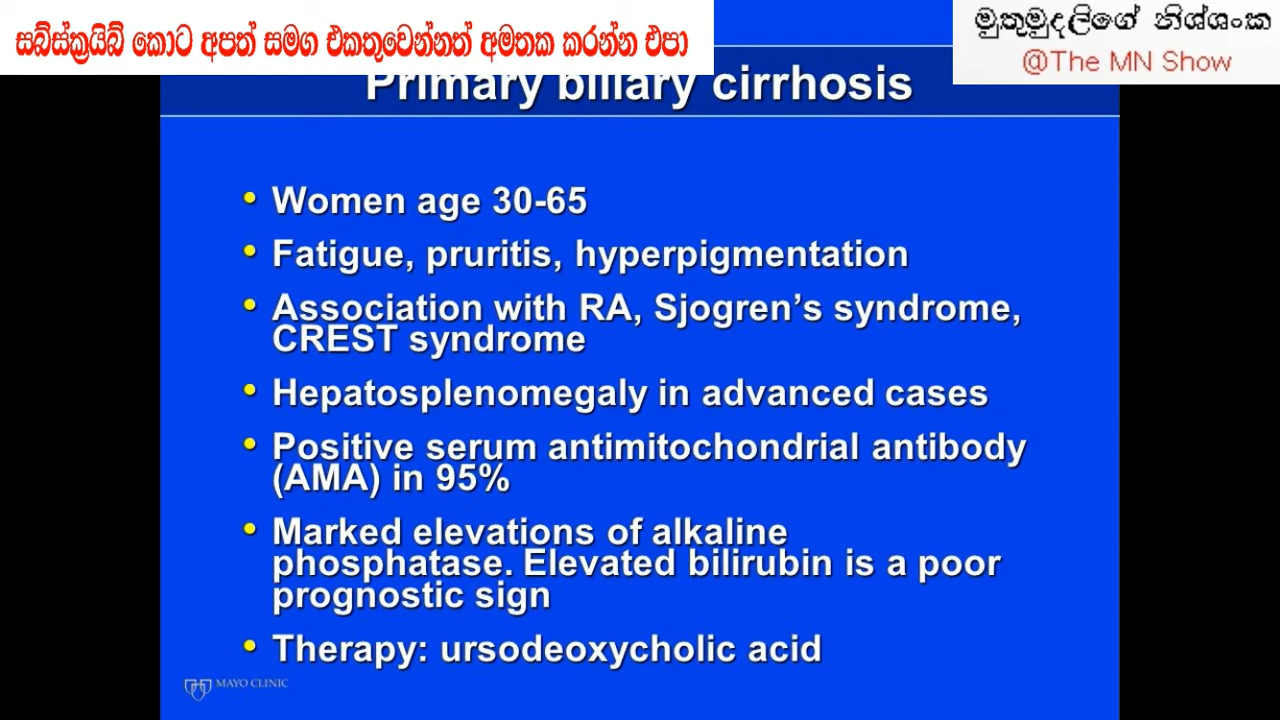 සබ්ස්ක්‍රයිබ් කොට අපත් සමග එකතුවෙන්නත් අමතක කරන්න එපා
මුතුමුදලිගේ නිශ්ශංක
@The MN Show
Primary biliary cirrhosis
• Women age 30-65
• Fatigue, pruritis, hyperpigmentation
• Association with RA, Sjogren’s syndrome,
CREST syndrome
• Hepatosplenomegaly in advanced cases
• Positive serum antimitochondrial antibody
(AMA) in 95%
• Marked elevations of alkaline
phosphatase. Elevated bilirubin is a poor
prognostic sign
• Therapy: ursodeoxycholic acid
MAYO CLINIC